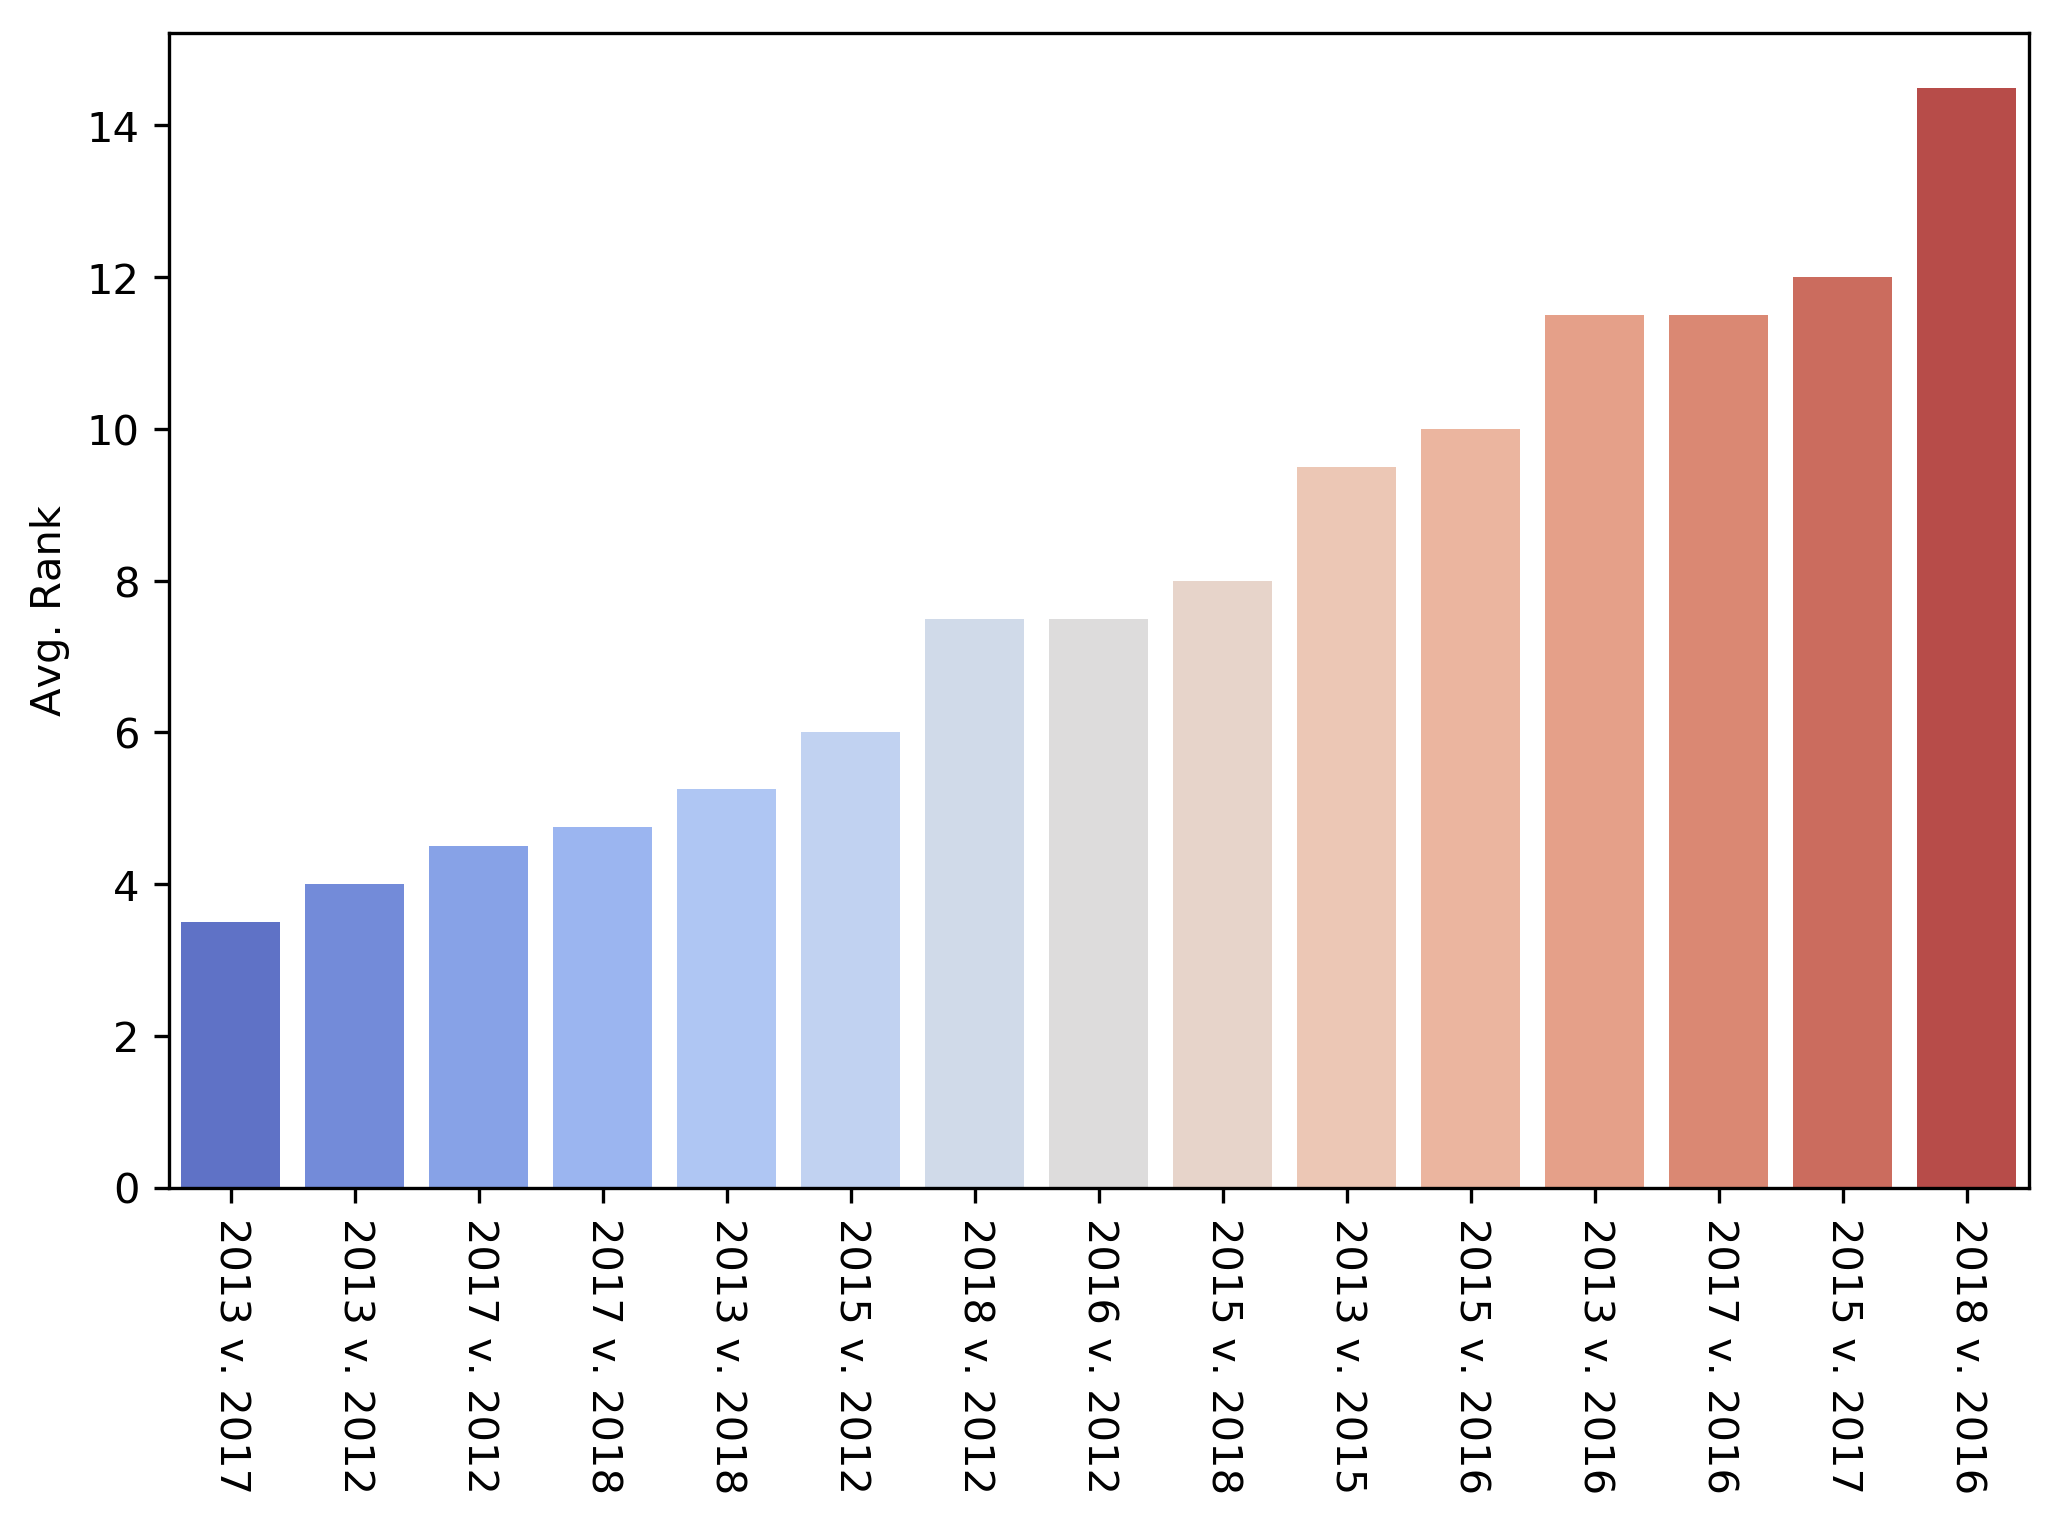 14
12
10
8
6
4
2
0
Avg. Rank
2013 v. 2017
2013 v. 2012
2017 v. 2012
2017 v. 2018
2013 v. 2018
2015 v. 2012
2018 v. 2012
2016 v. 2012
2015 v. 2018
2013 v. 2015
2015 v. 2016
2013 v. 2016
2017 v. 2016
2015 v. 2017
2018 v. 2016